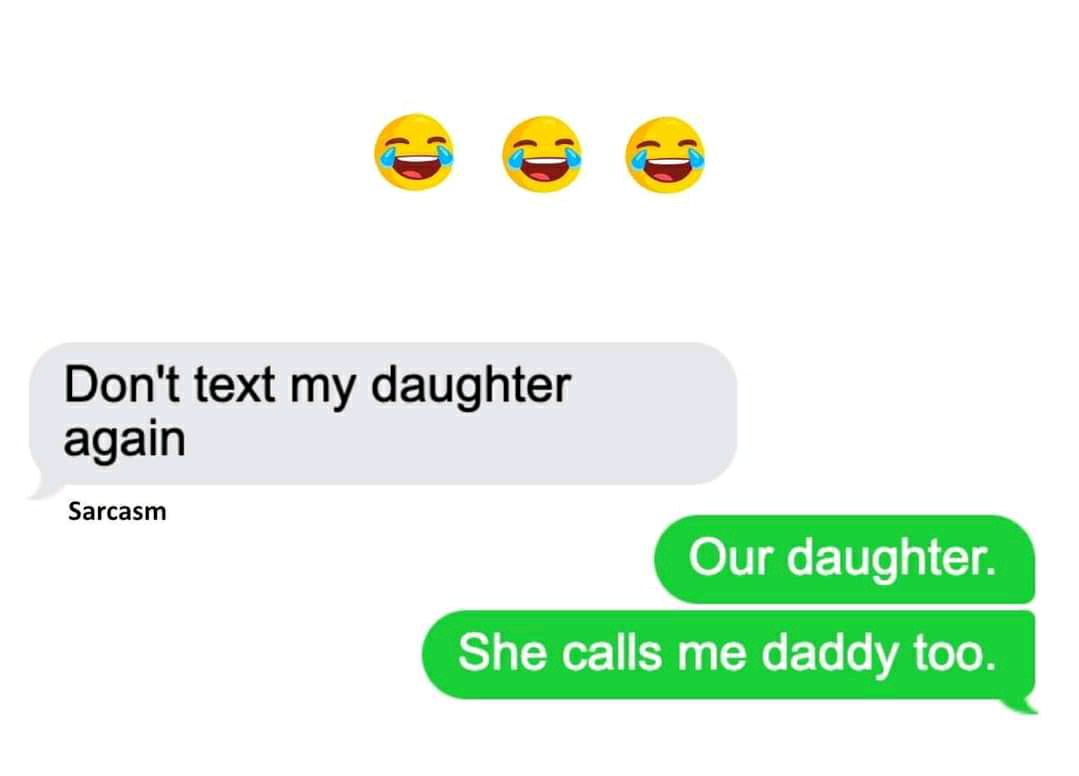 Don't text my daughter
again
Sarcasm
Our daughter.
She calls me daddy too.